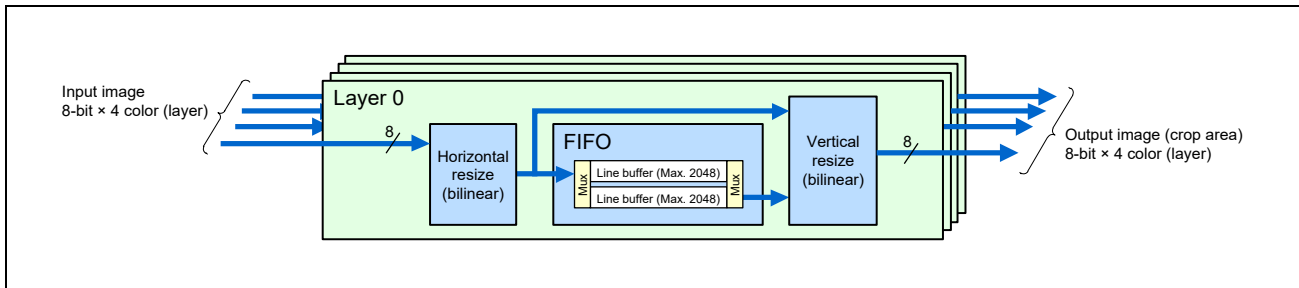 Input image
8-bit × 4 color (layer)
Layer 0
8
Horizontal
resize
(bilinear)
FIFO
Mux
Line buffer (Max. 2048)
Line buffer (Max. 2048)
Mux
Vertical
resize
(bilinear)
8
Output image (crop area)
8-bit × 4 color (layer)